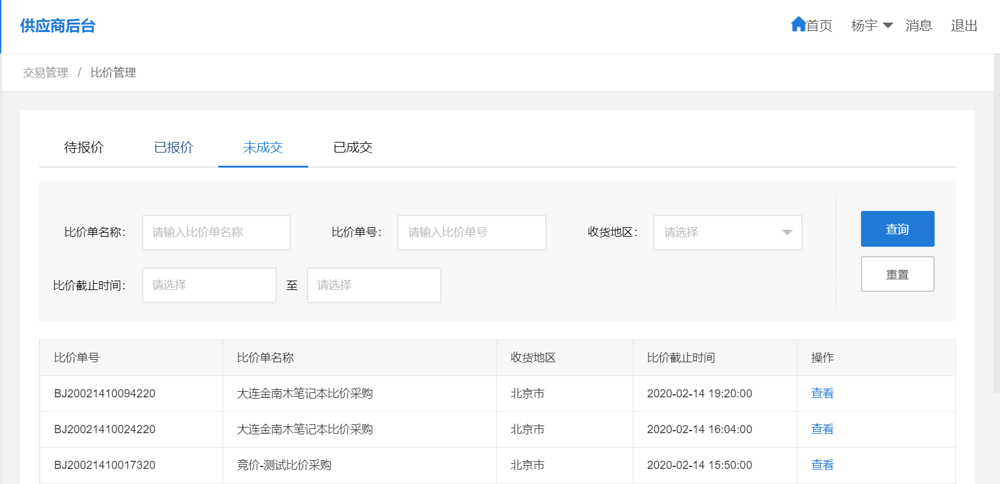 供应商后台
首页 杨宇 消息 退出
交易管理 / 比价管理
待报价 已报价 未成交 已成交
比价单名称： 请输入比价单名称 比价单号： 请输入比价单号 收货地区： 请选择 查询
重置
比价截止时间： 请选择 至 请选择
比价单号 比价单名称 收货地区 比价截止时间 操作
BJ20021410094220 大连金南木笔记本比价采购 北京市 2020-02-14 19:20:00 查看
BJ20021410024220 大连金南木笔记本比价采购 北京市 2020-02-14 16:04:00 查看
BJ20021410017320 竞价-测试比价采购 北京市 2020-02-14 15:50:00 查看